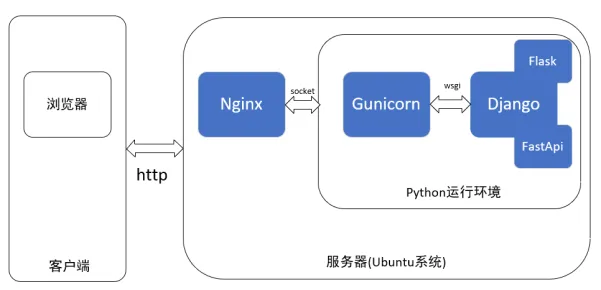 浏览器
客户端
http
Nginx
socket
Gunicorn
wsgi
Django
Flask
FastApi
Python运行环境
服务器(Ubuntu系统)